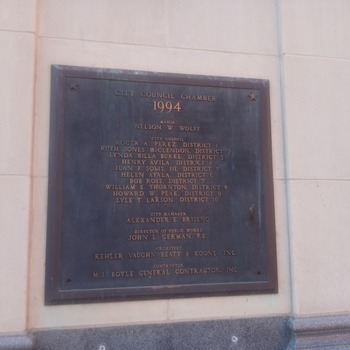 CITY COUNCIL CHAMBER
1994
MAYOR
NELSON W. WOLFF
CITY COUNCIL
ROGER A. PEREZ, DISTRICT 1
RUTH JONES MCCLENDON, DISTRICT 2
LYNDA BILLA BURKE, DISTRICT 3
HENRY AVILA, DISTRICT 4
JUAN F. SOLIS III, DISTRICT 5
HELEN AYALA, DISTRICT 6
BOB ROSS, DISTRICT 7
WILLIAM E. THORNTON, DISTRICT 8
HOWARD W. PEAK, DISTRICT 9
LYLE T. LARSON, DISTRICT 10
CITY MANAGER
ALEXANDER E. BRISENO
DIRECTOR OF PUBLIC WORKS
JOHN L. GERMAN, P.E.
ARCHITECT
KEHLER VAUGHN BEATY & KOONE, INC.
CONTRACTOR
M.J. BOYLE GENERAL CONTRACTOR, INC.